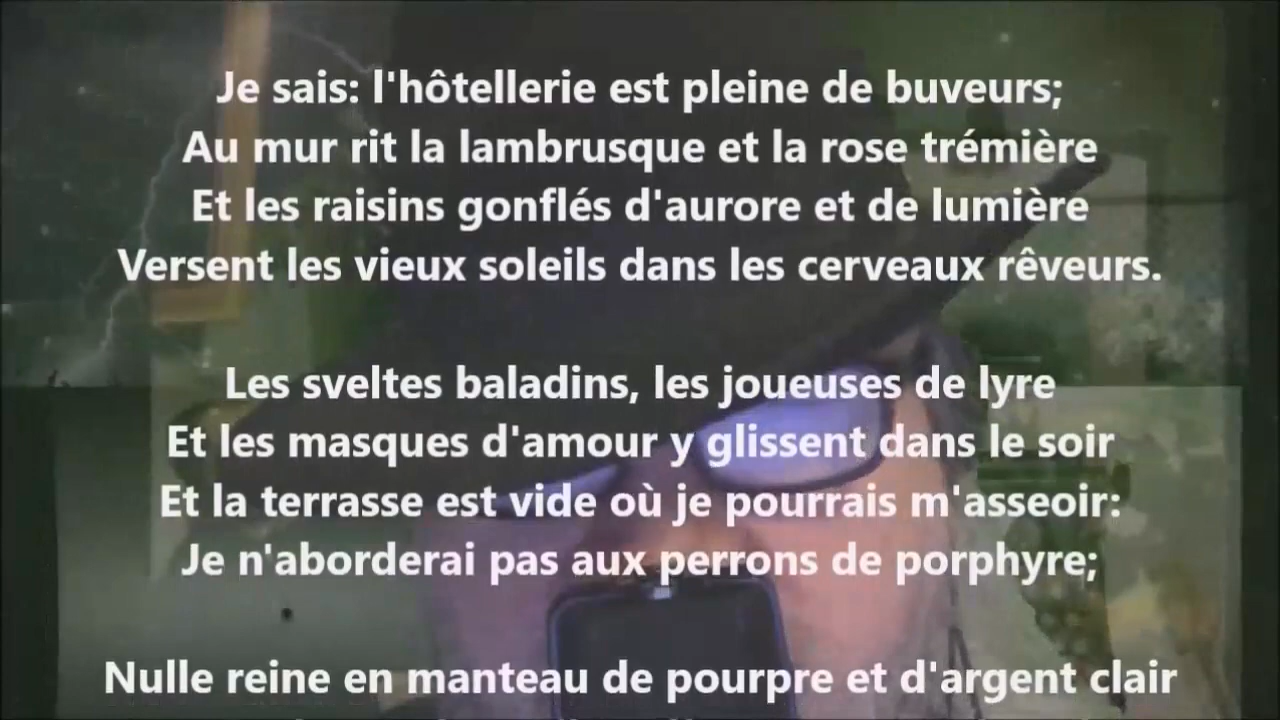 Je sais: l'hôtellerie est pleine de buveurs;
Au mur rit la lambrusque et la rose trémière
Et les raisins gonflés d'aurore et de lumière
Versent les vieux soleils dans les cerveaux rêveurs.
Les sveltes baladins, les joueuses de lyre
Et les masques d'amour y glissent dans le soir
Et la terrasse est vide où je pourrais m'asseoir:
Je n'aborderai pas aux perrons de porphyre;
Nulle reine en manteau de pourpre et d'argent clair